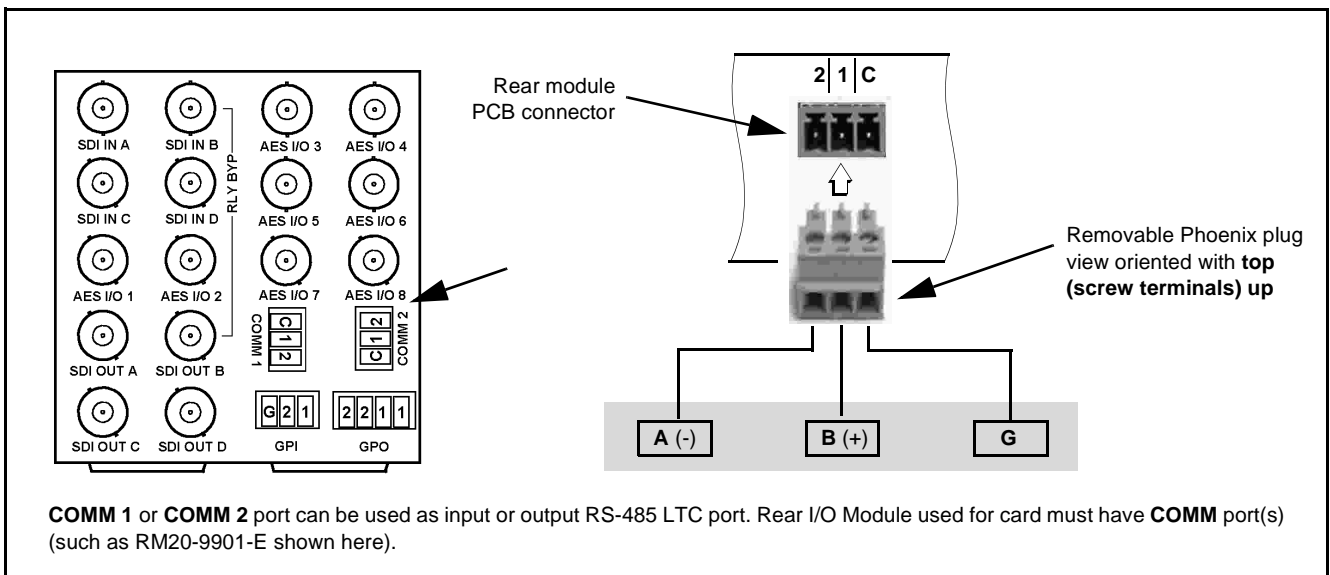 SDI IN A SDI IN B AES I/O 3 AES I/O 4
SDI IN C SDI IN D AES I/O 5 AES I/O 6
RLY BYP
AES I/O 1 AES I/O 2 AES I/O 7 AES I/O 8
COMM 1
C 1 2
C 1 2
COMM 2
SDI OUT A SDI OUT B
G 2 1
2 2 1 1
SDI OUT C SDI OUT D GPI GPO
Rear module
PCB connector
2 1 C
Removable Phoenix plug
view oriented with top
(screw terminals) up
A (-) B (+) G
COMM 1 or COMM 2 port can be used as input or output RS-485 LTC port. Rear I/O Module used for card must have COMM port(s)
(such as RM20-9901-E shown here).